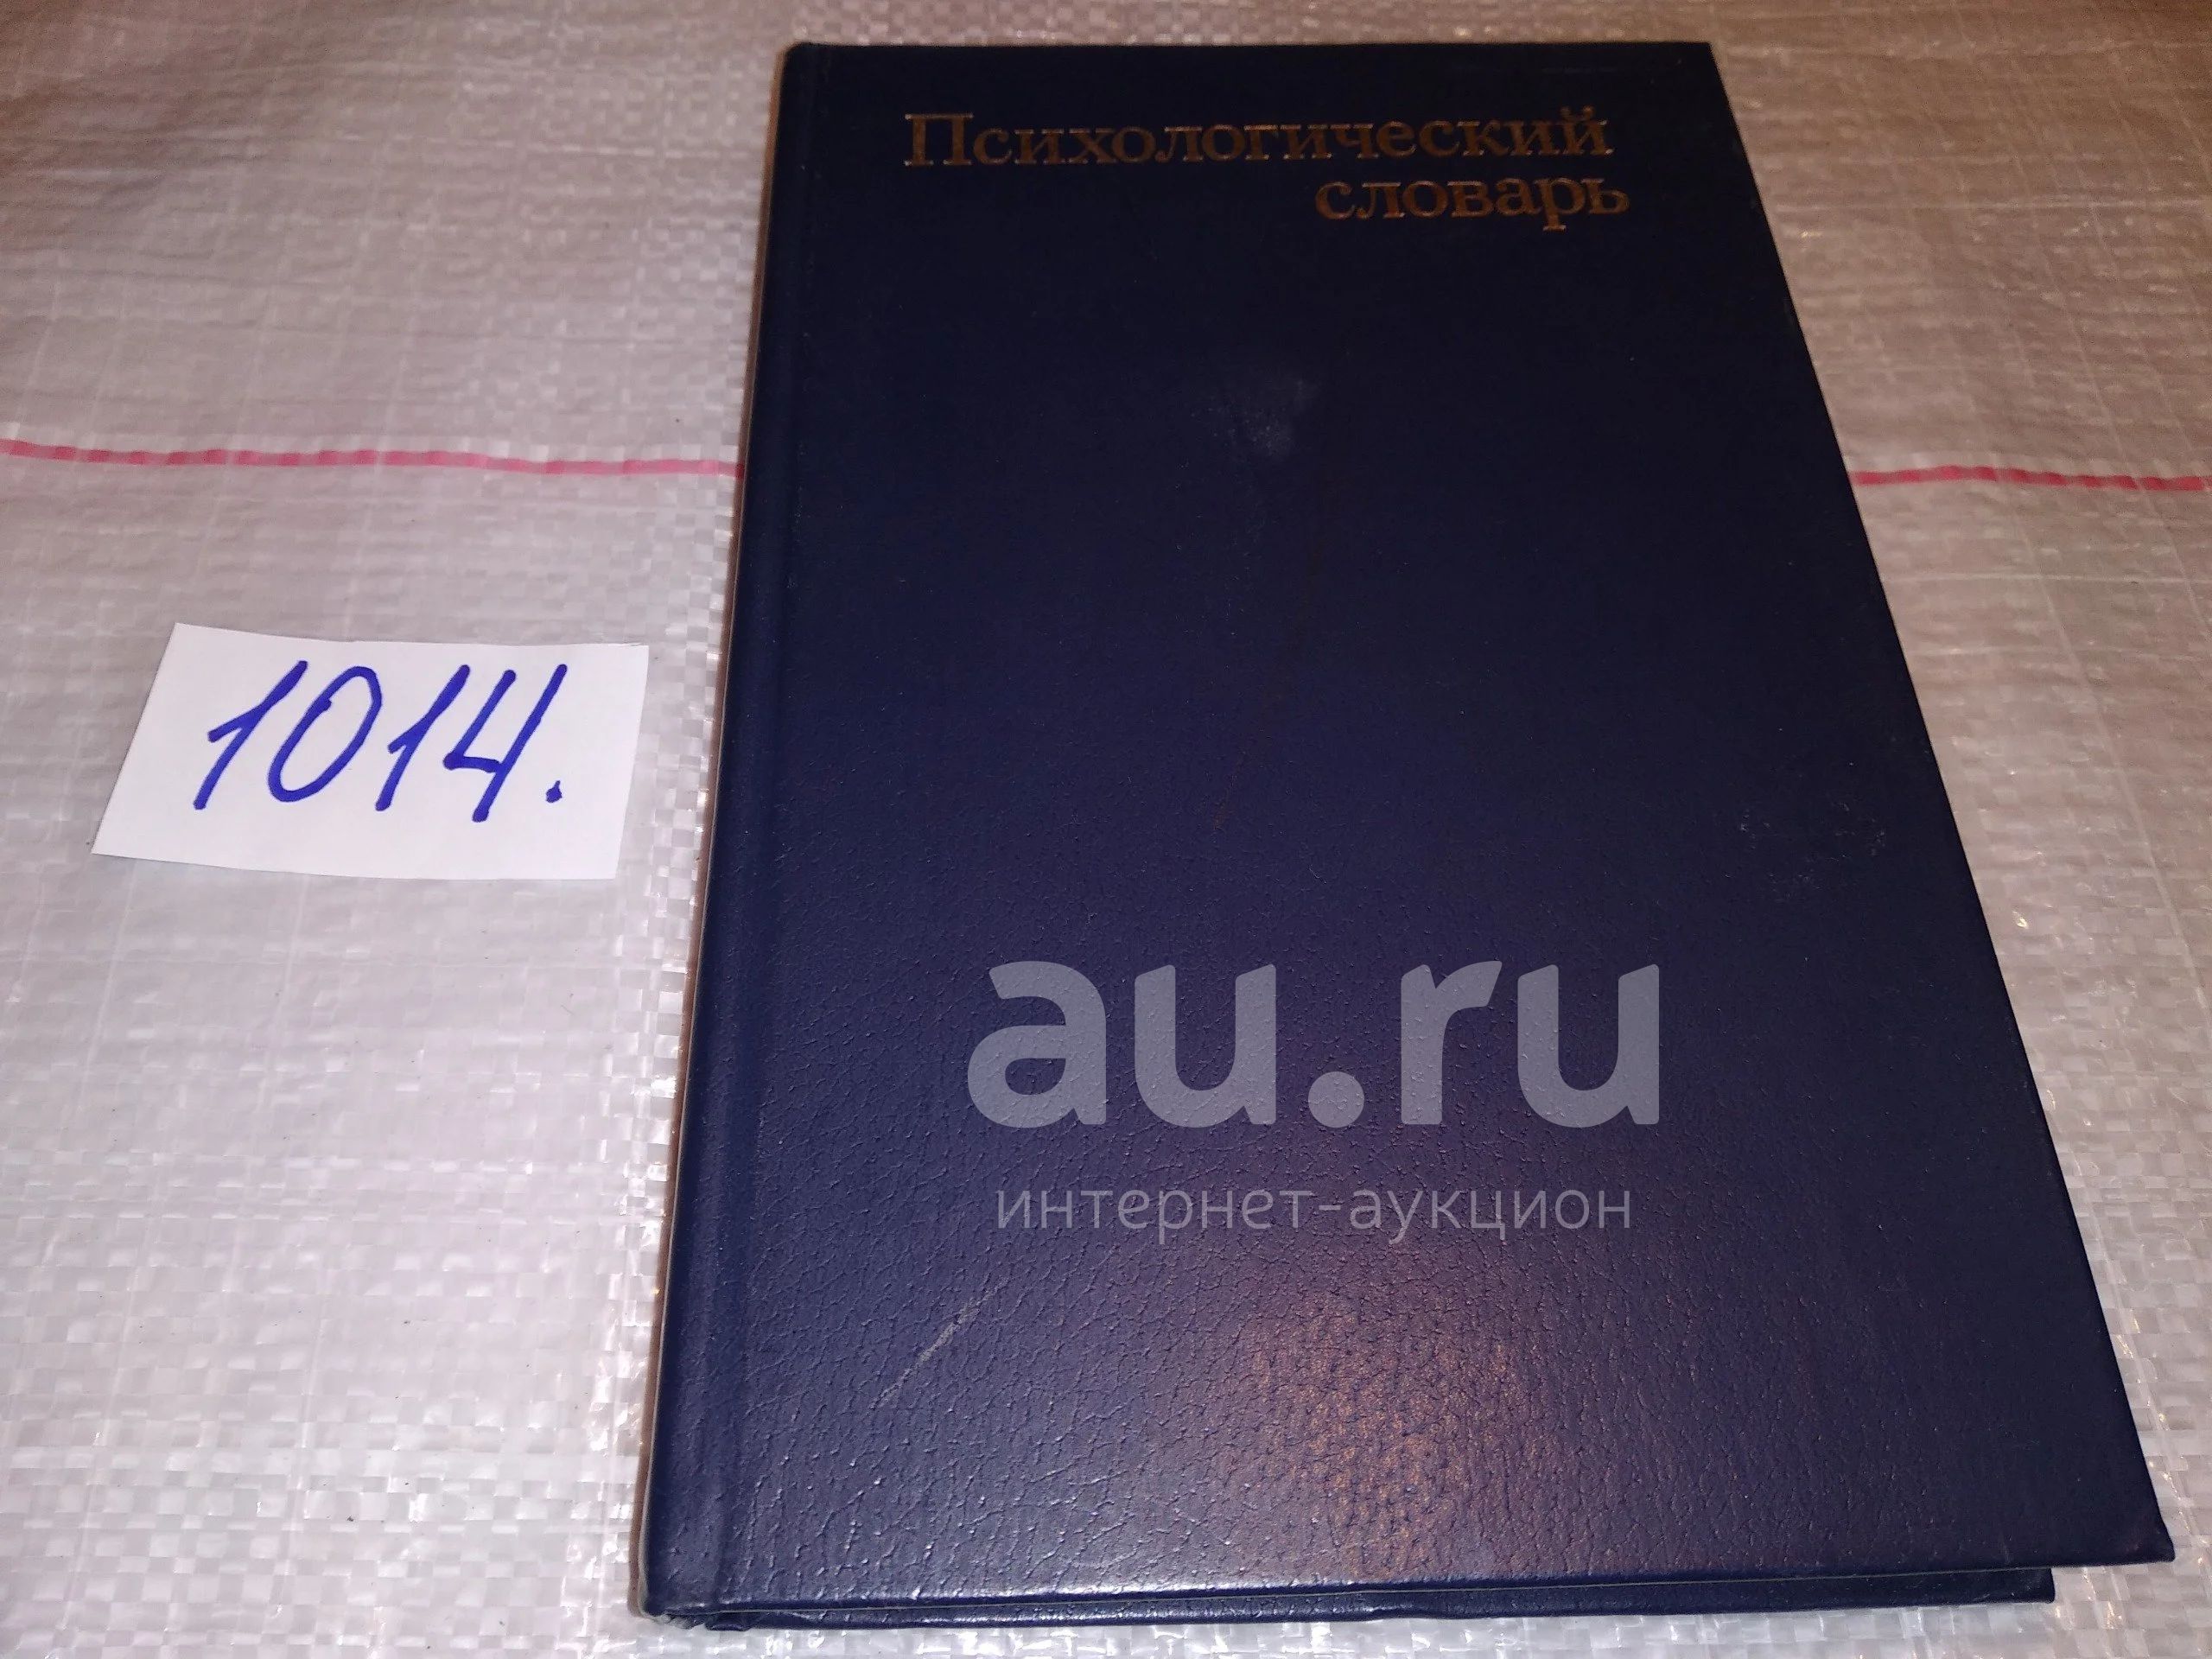 Психологический
словарь
1014.
au.ru
интернет-аукцион